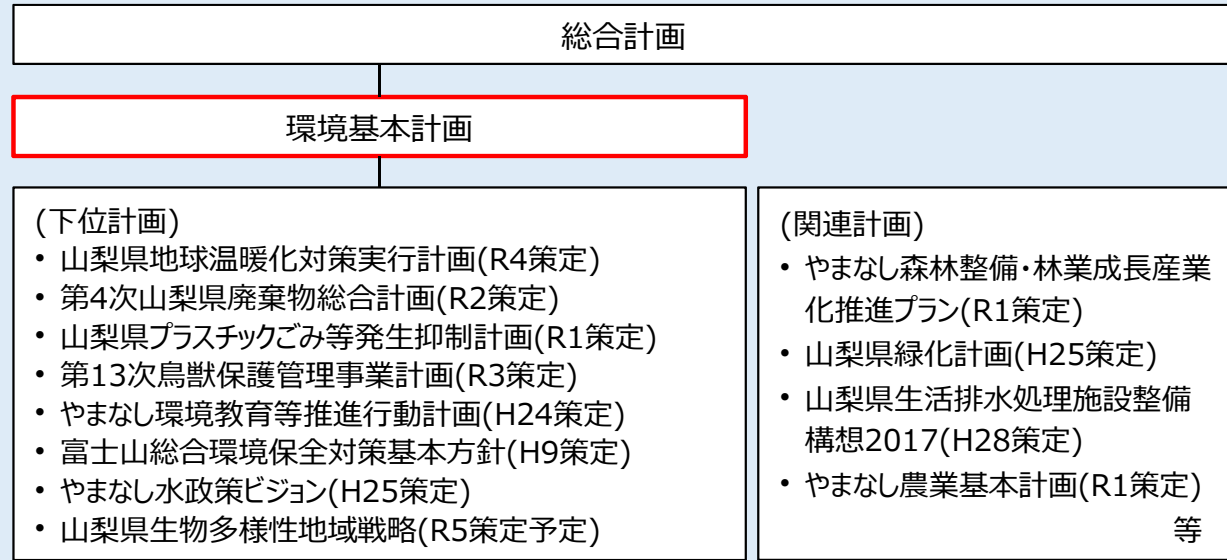 総合計画
環境基本計画
(下位計画)
• 山梨県地球温暖化対策実行計画(R4策定)
• 第4次山梨県廃棄物総合計画(R2策定)
• 山梨県プラスチックごみ等発生抑制計画(R1策定)
• 第13次鳥獣保護管理事業計画(R3策定)
• やまなし環境教育等推進行動計画(H24策定)
• 富士山総合環境保全対策基本方針(H9策定)
• やまなし水政策ビジョン(H25策定)
• 山梨県生物多様性地域戦略(R5策定予定)
(関連計画)
• やまなし森林整備・林業成長産業
化推進プラン(R1策定)
• 山梨県緑化計画(H25策定)
• 山梨県生活排水処理施設整備
構想2017(H28策定)
• やまなし農業基本計画(R1策定)
等